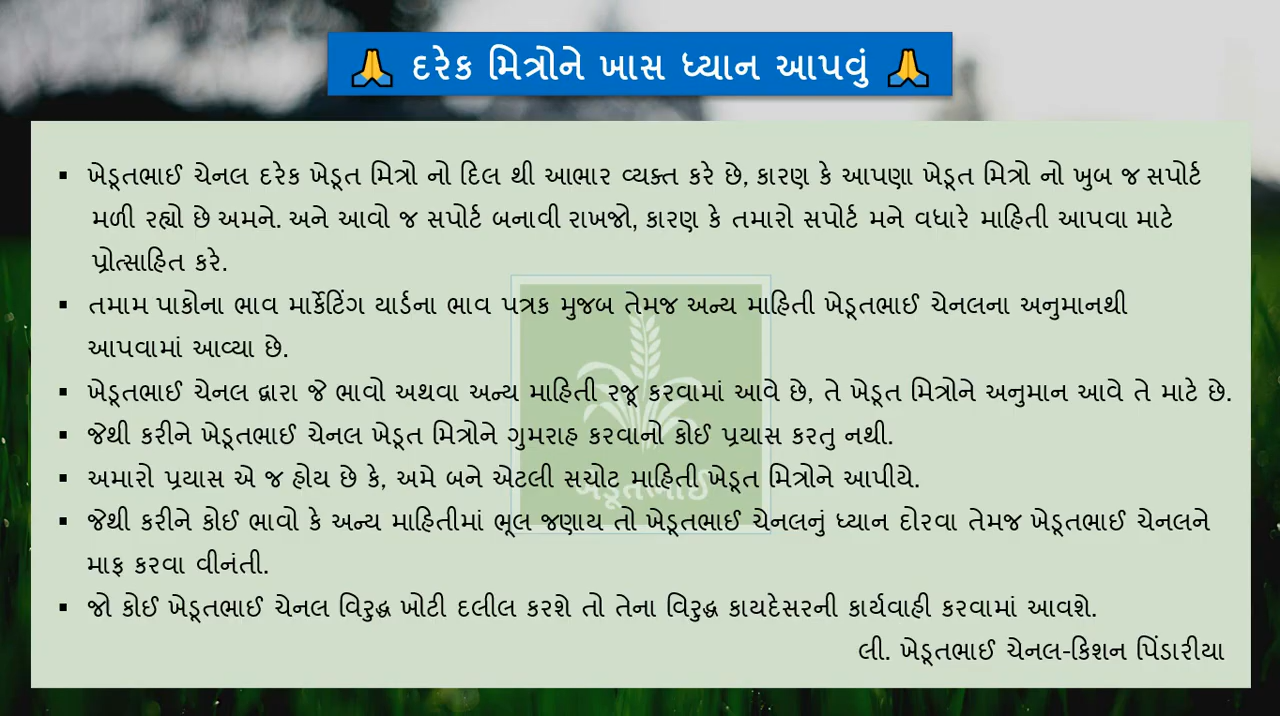 🙏 દરેક મિત્રોને ખાસ ધ્યાન આપવું 🙏
▪ ખેડૂતભાઈ ચેનલ દરેક ખેડૂત મિત્રો નો દિલ થી આભાર વ્યક્ત કરે છે, કારણ કે આપણા ખેડૂત મિત્રો નો ખુબ જ સપોર્ટ
મળી રહ્યો છે અમને. અને આવો જ સપોર્ટ બનાવી રાખજો, કારણ કે તમારો સપોર્ટ મને વધારે માહિતી આપવા માટે
પ્રોત્સાહિત કરે.
▪ તમામ પાકોના ભાવ માર્કેટિંગ યાર્ડના ભાવ પત્રક મુજબ તેમજ અન્ય માહિતી ખેડૂતભાઈ ચેનલના અનુમાનથી
આપવામાં આવ્યા છે.
▪ ખેડૂતભાઈ ચેનલ દ્વારા જે ભાવો અથવા અન્ય માહિતી રજૂ કરવામાં આવે છે, તે ખેડૂત મિત્રોને અનુમાન આવે તે માટે છે.
▪ જેથી કરીને ખેડૂતભાઈ ચેનલ ખેડૂત મિત્રોને ગુમરાહ કરવાનો કોઈ પ્રયાસ કરતુ નથી.
▪ અમારો પ્રયાસ એ જ હોય છે કે, અમે બને એટલી સચોટ માહિતી ખેડૂત મિત્રોને આપીયે.
▪ જેથી કરીને કોઈ ભાવો કે અન્ય માહિતીમાં ભૂલ જણાય તો ખેડૂતભાઈ ચેનલનું ધ્યાન દોરવા તેમજ ખેડૂતભાઈ ચેનલને
માફ કરવા વીનંતી.
▪ જો કોઈ ખેડૂતભાઈ ચેનલ વિરુદ્ધ ખોટી દલીલ કરશે તો તેના વિરુદ્ધ કાયદેસરની કાર્યવાહી કરવામાં આવશે.
લી. ખેડૂતભાઈ ચેનલ-કિશન પિંડારીયા
ખેડૂતભાઈ